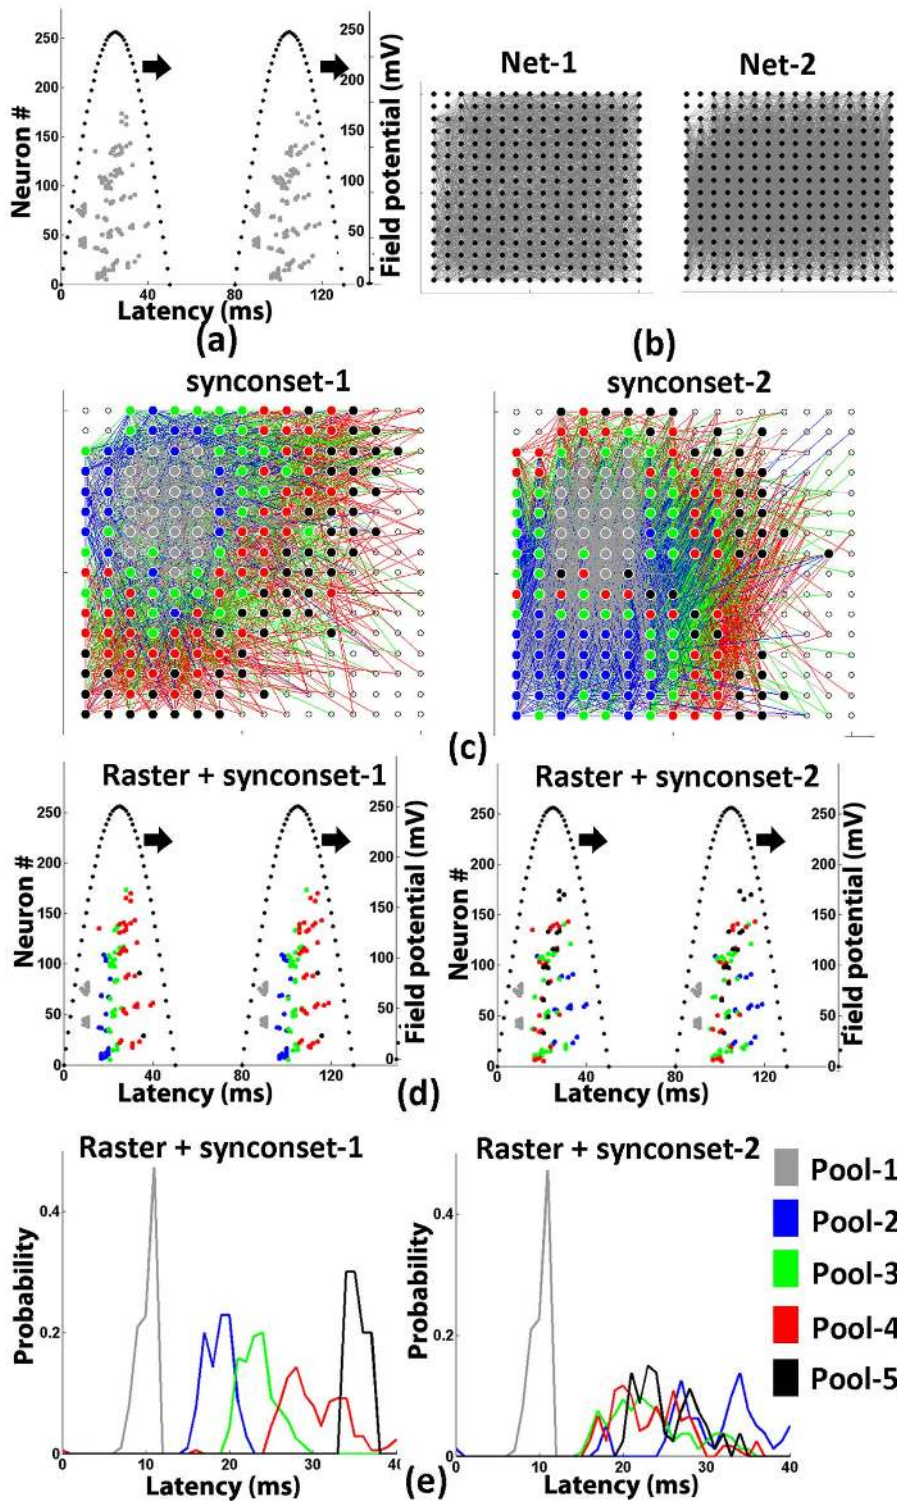 250
200
150
100
50
0
Neuron #
0 40 80 120
Latency (ms)
250
200
150
100
50
0
Field potential (mV)
(a)
Net-1
Net-2
(b)
synconset-1
synconset-2
(c)
Raster + synconset-1
250
200
150
100
50
0
Neuron #
0 40 80 120
Latency (ms)
250
200
150
100
50
0
Field potential (mV)
Raster + synconset-2
250
200
150
100
50
0
Neuron #
0 40 80 120
Latency (ms)
250
200
150
100
50
0
Field potential (mV)
(d)
Raster + synconset-1
0.4
0.2
0
Probability
0 10 20 30 40
Latency (ms)
Raster + synconset-2
0.4
0.2
0
Probability
0 10 20 30 40
Latency (ms)
Pool-1
Pool-2
Pool-3
Pool-4
Pool-5
(e)